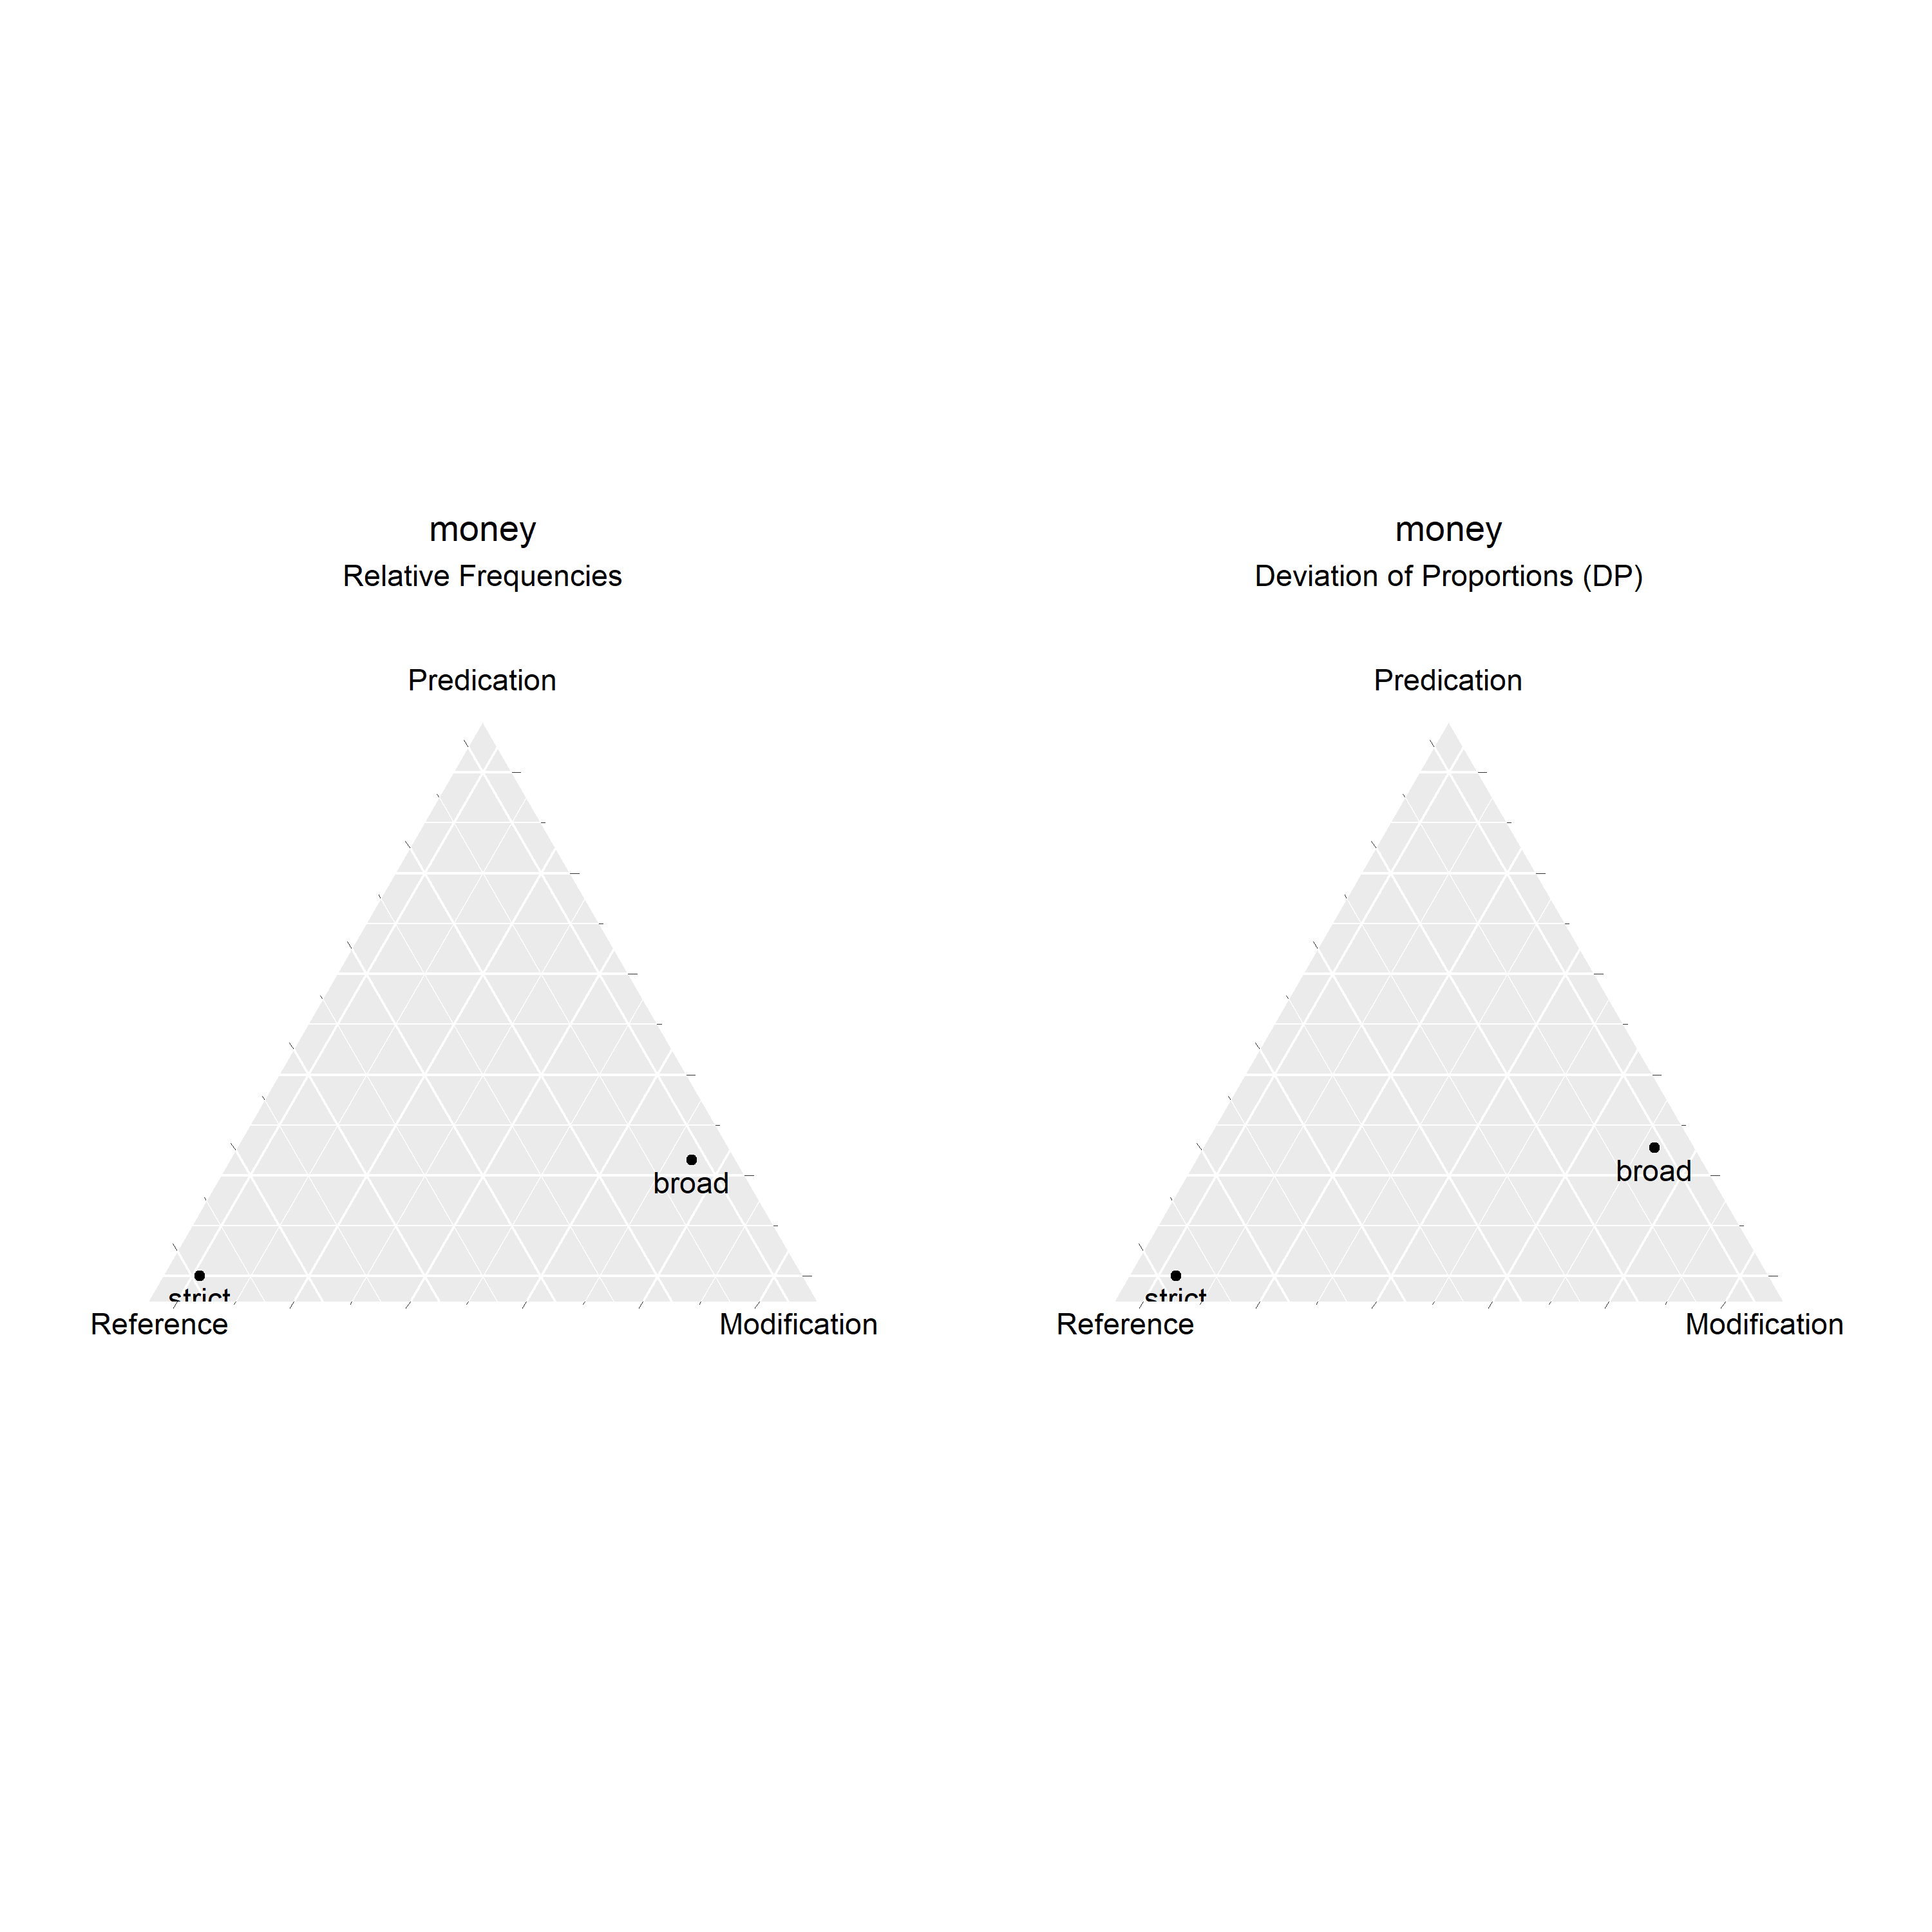 money
Relative Frequencies
Predication
broad
strict
Reference
Modification
money
Deviation of Proportions (DP)
Predication
broad
strict
Reference
Modification